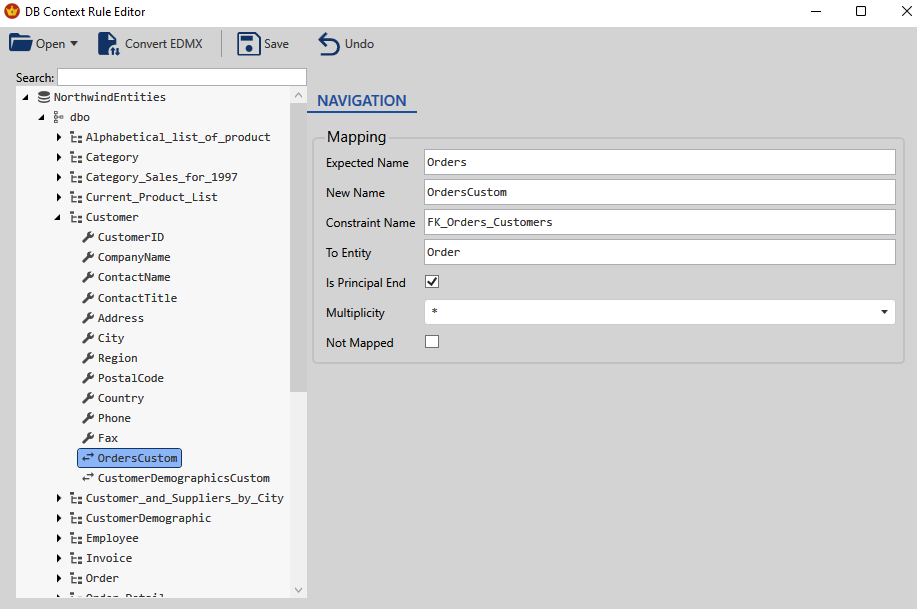 DB Context Rule Editor
Open Convert EDMX Save Undo
Search:
NorthwindEntities
dbo
Alphabetical_list_of_product
Category
Category_Sales_for_1997
Current_Product_List
Customer
CustomerID
CompanyName
ContactName
ContactTitle
Address
City
Region
PostalCode
Country
Phone
Fax
OrdersCustom
CustomerDemographicsCustom
Customer_and_Suppliers_by_City
CustomerDemographic
Employee
Invoice
Order
Order_Detail
NAVIGATION
Mapping
Expected Name Orders
New Name OrdersCustom
Constraint Name FK_Orders_Customers
To Entity Order
Is Principal End
Multiplicity *
Not Mapped